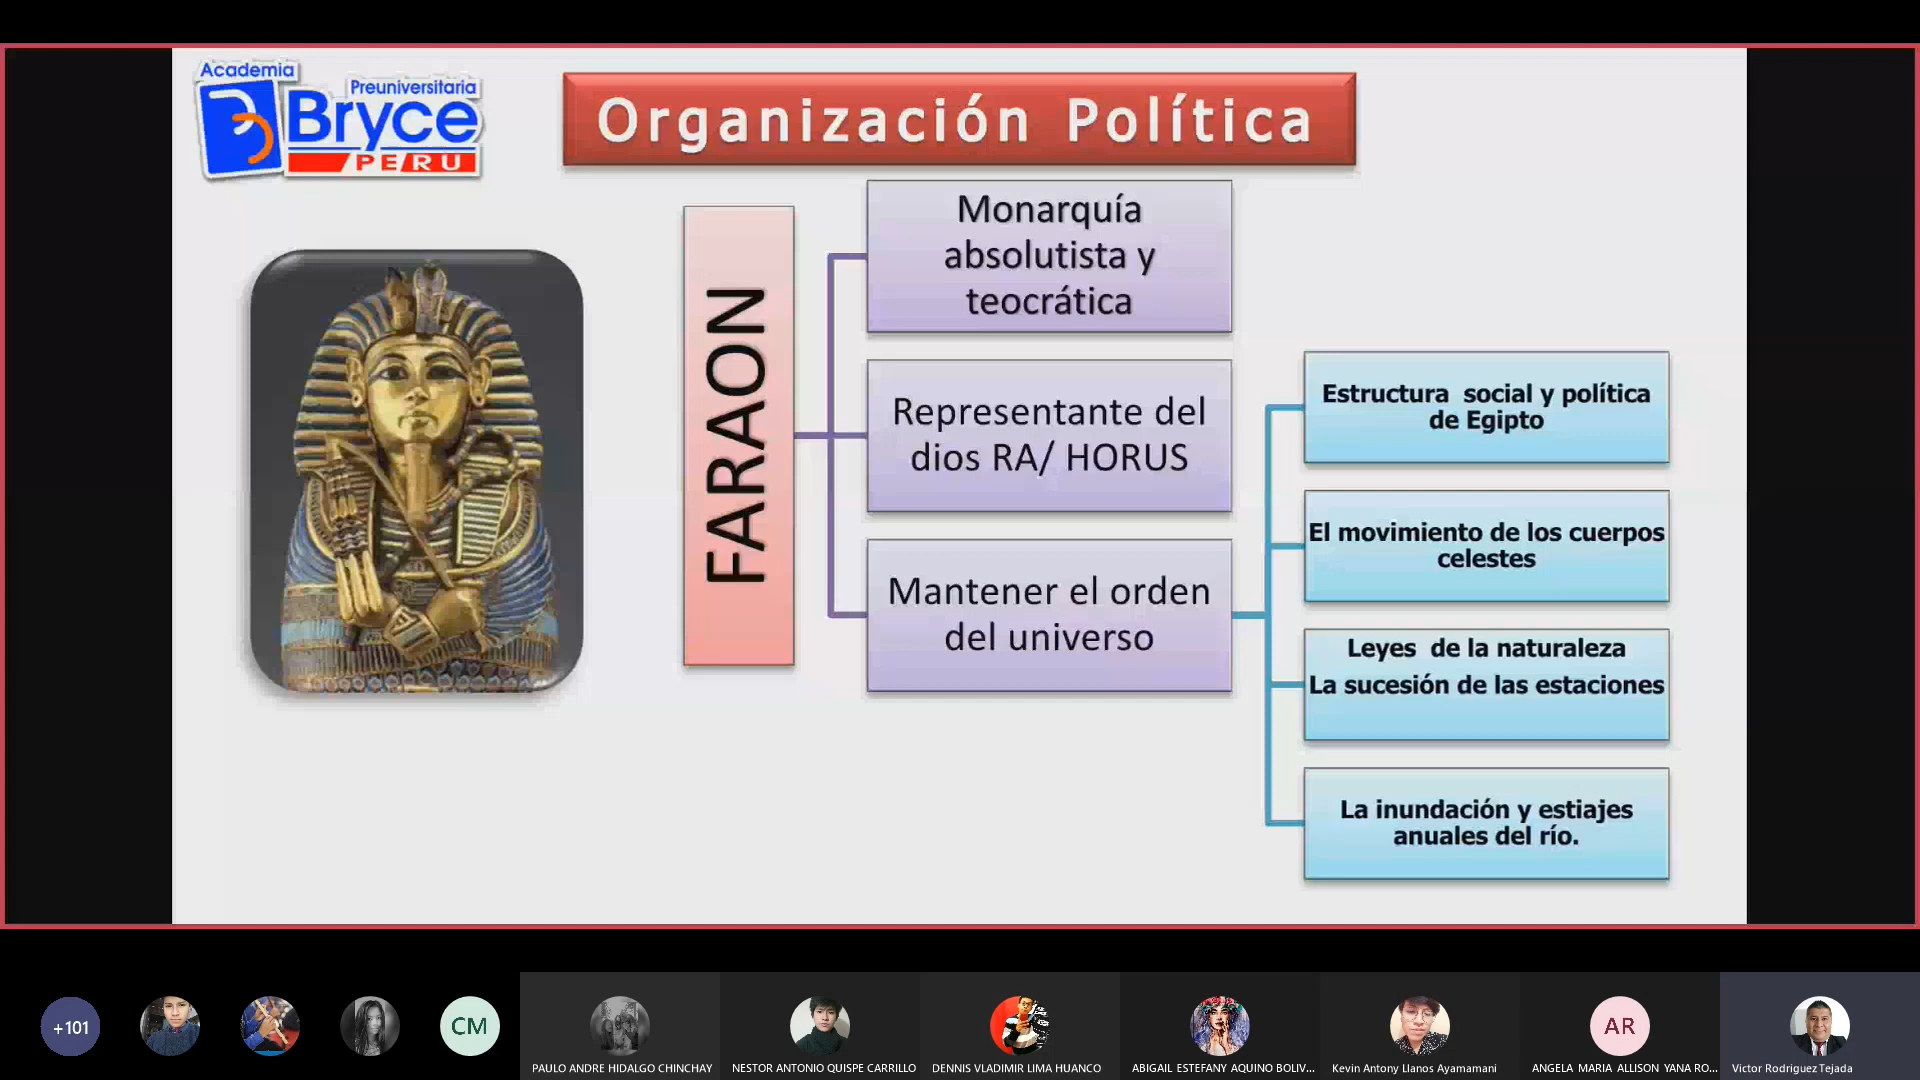 Academia
Preuniversitaria
Bryce
PERU
Organización Política
FARAON
Monarquía
absolutista y
teocrática
Representante del
dios RA/ HORUS
Mantener el orden
del universo
Estructura social y política
de Egipto
El movimiento de los cuerpos
celestes
Leyes de la naturaleza
La sucesión de las estaciones
La inundación y estiajes
anuales del río.
+101
CM
PAULO ANDRE HIDALGO CHINCHAY
NESTOR ANTONIO QUISPE CARRILLO
DENNIS VLADIMIR LIMA HUANCO
ABIGAIL ESTEFANY AQUINO BOLIV...
Kevin Antony Llanos Ayamamani
AR
ANGELA MARIA ALLISON YANA RO...
Victor Rodriguez Tejada